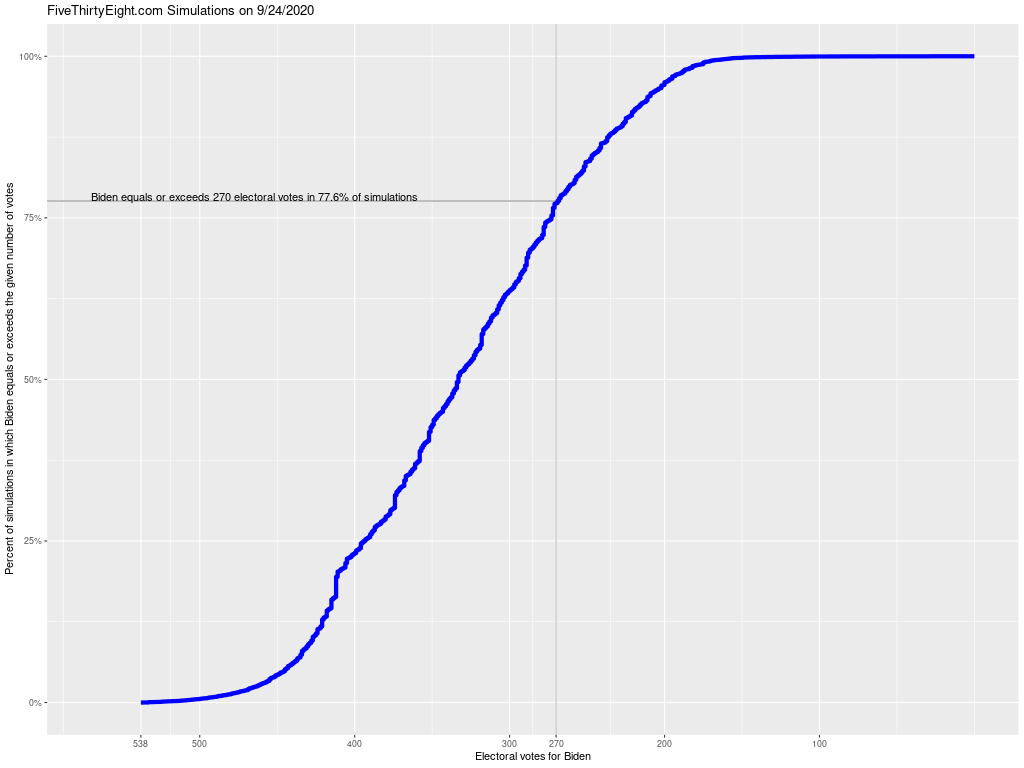 FiveThirtyEight.com Simulations on 9/24/2020
Percent of simulations in which Biden equals or exceeds the given number of votes
100%
75%
50%
25%
0%
Biden equals or exceeds 270 electoral votes in 77.6% of simulations
538 500 400 300 270 200 100
Electoral votes for Biden